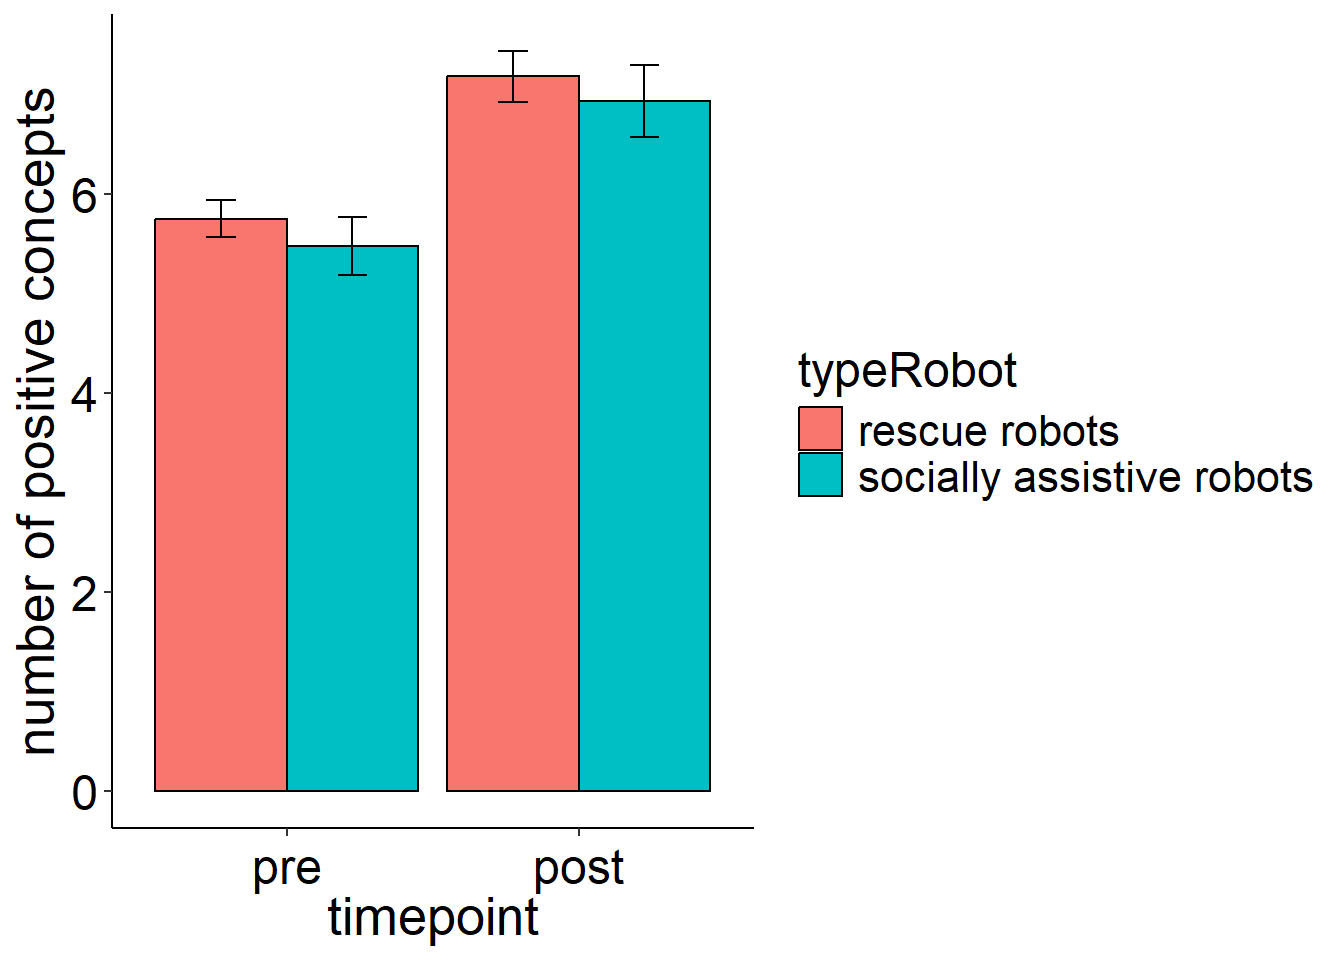 number of positive concepts
6
4
2
0
pre
post
timepoint
typeRobot
rescue robots
socially assistive robots